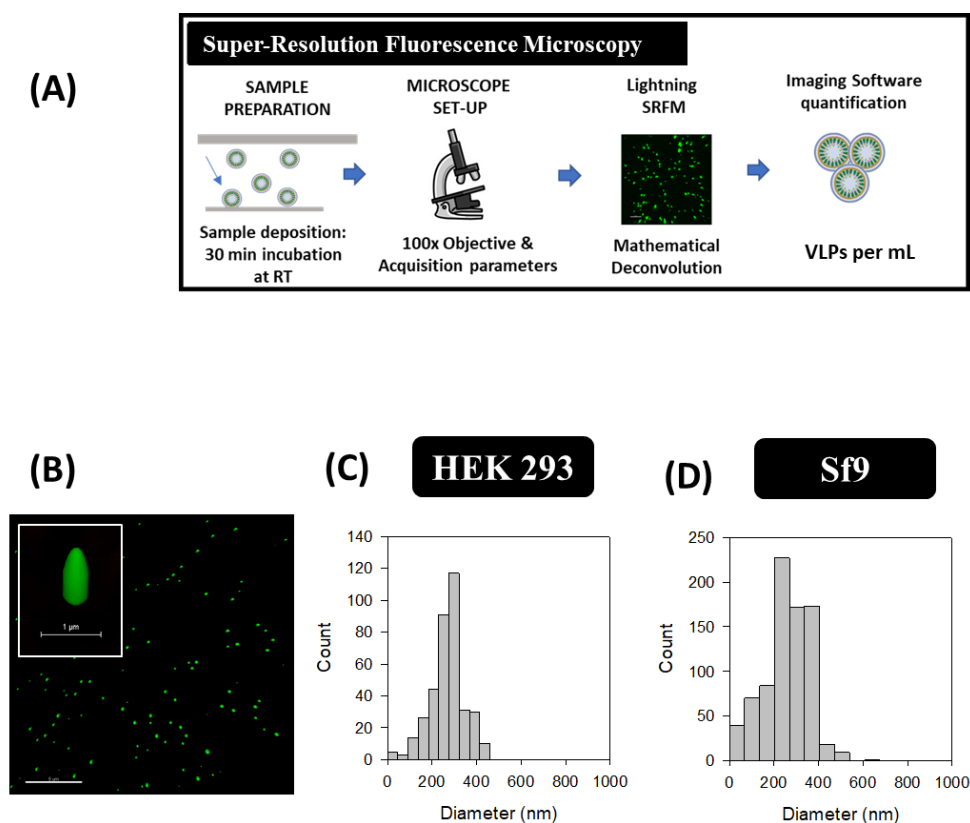 (A)
Super-Resolution Fluorescence Microscopy
SAMPLE
PREPARATION
Sample deposition:
30 min incubation
at RT
MICROSCOPE
SET-UP
100x Objective &
Acquisition parameters
Lightning
SRFM
Mathematical
Deconvolution
Imaging Software
quantification
VLPs per mL
(B)
1 µm
(C)
HEK 293
Count
140
120
100
80
60
40
20
0
0 200 400 600 800 1000
Diameter (nm)
(D)
Sf9
Count
250
200
150
100
50
0
0 200 400 600 800 1000
Diameter (nm)